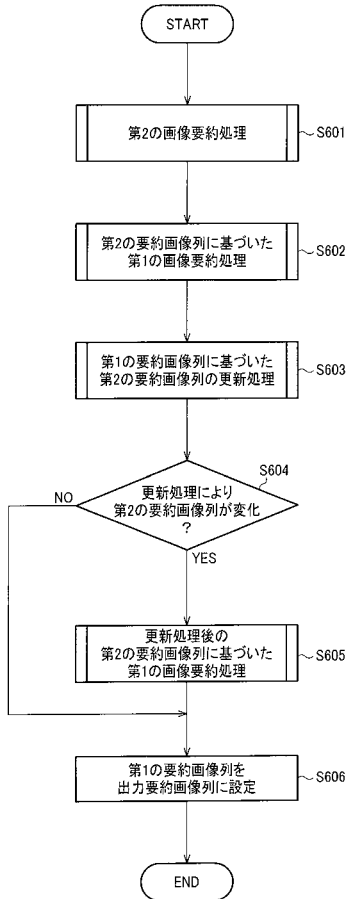 START
第2の画像要約処理
S601
第2の要約画像列に基づいた
第1の画像要約処理
S602
第1の要約画像列に基づいた
第2の要約画像列の更新処理
S603
S604
NO
更新処理により
第2の要約画像列が変化
?
YES
更新処理後の
第2の要約画像列に基づいた
第1の画像要約処理
S605
第1の要約画像列を
出力要約画像列に設定
S606
END